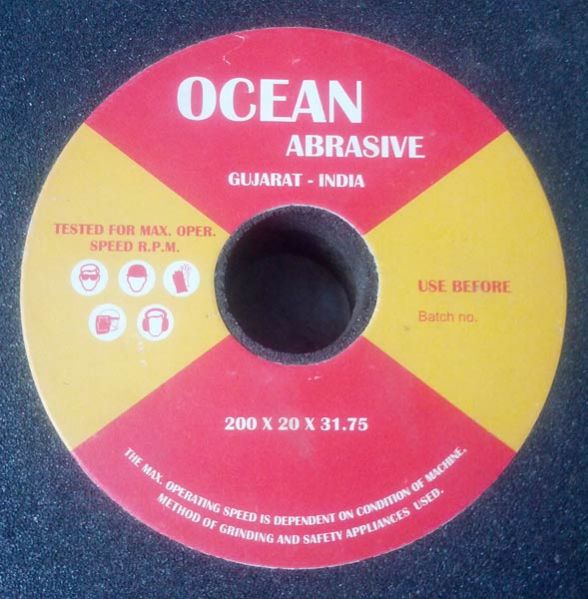 OCEAN
ABRASIVE
GUJARAT - INDIA
TESTED FOR MAX. OPER.
SPEED R.P.M.
USE BEFORE
Batch no.
200 X 20 X 31.75
THE MAX. OPERATING SPEED IS DEPENDENT ON CONDITION OF MACHINE,
METHOD OF GRINDING AND SAFETY APPLIANCES USED.